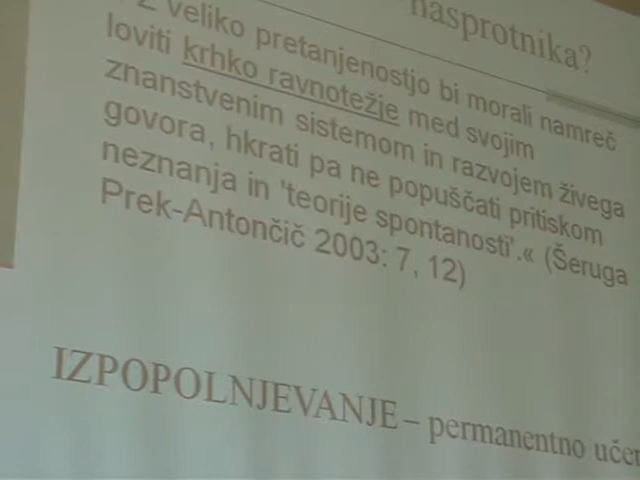 nasprotnika?
Z veliko pretanjenostjo bi morali namreč
loviti krhko ravnotežje med svojim
znanstvenim sistemom in razvojem živega
govora, hkrati pa ne popuščati pritiskom
neznanja in 'teorije spontanosti'.« (Šeruga
Prek-Antončič 2003: 7, 12)
IZPOPOLNJEVANJE – permanentno